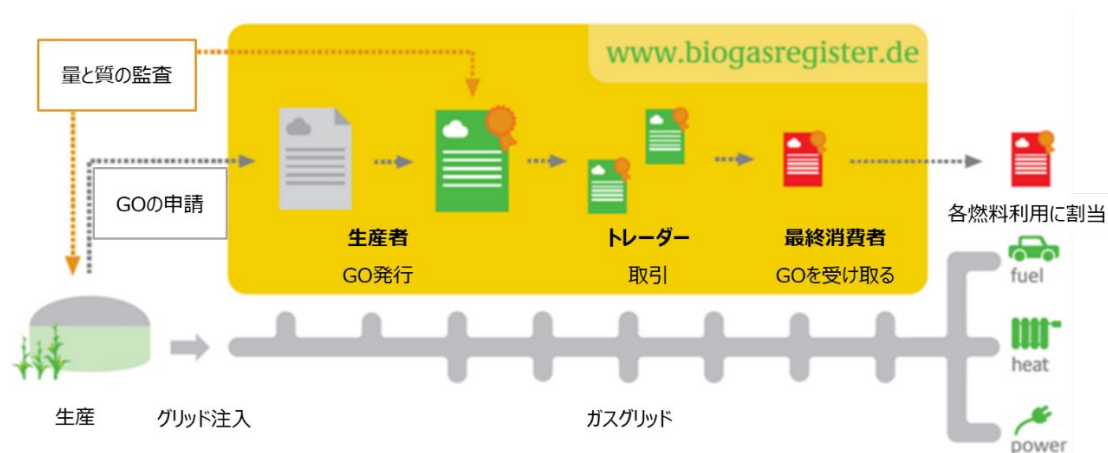 www.biogasregister.de
量と質の監査
GOの申請
生産者
GO発行
トレーダー
取引
最終消費者
GOを受け取る
各燃料利用に割当
fuel
heat
power
生産
グリッド注入
ガスグリッド